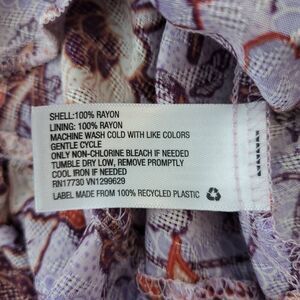 SHELL:100% RAYON
LINING: 100% RAYON
MACHINE WASH COLD WITH LIKE COLORS
GENTLE CYCLE
ONLY NON-CHLORINE BLEACH IF NEEDED
TUMBLE DRY LOW, REMOVE PROMPTLY
COOL IRON IF NEEDED
RN17730 VN1299629
LABEL MADE FROM 100% RECYCLED PLASTIC